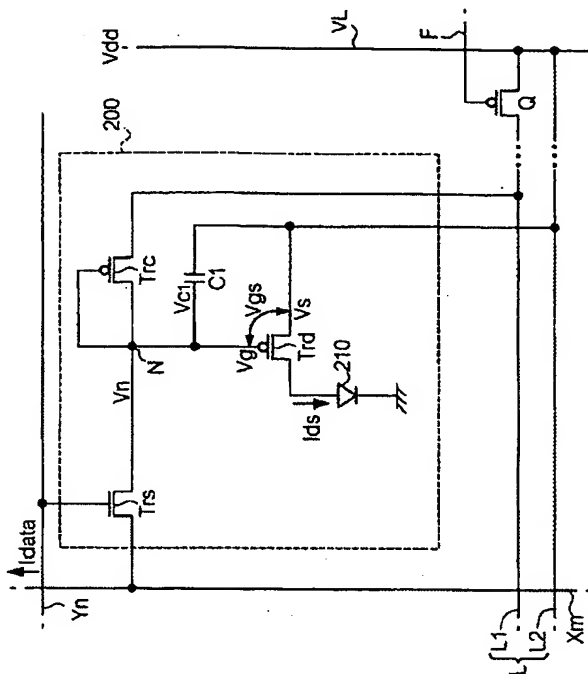 Vdd
VL
F
Q
200
Trc
Vc1
C1
Vgs
Vg
Vs
Trd
210
Ids
N
Vn
Trs
Idata
Yn
L1
L2
L
Xm